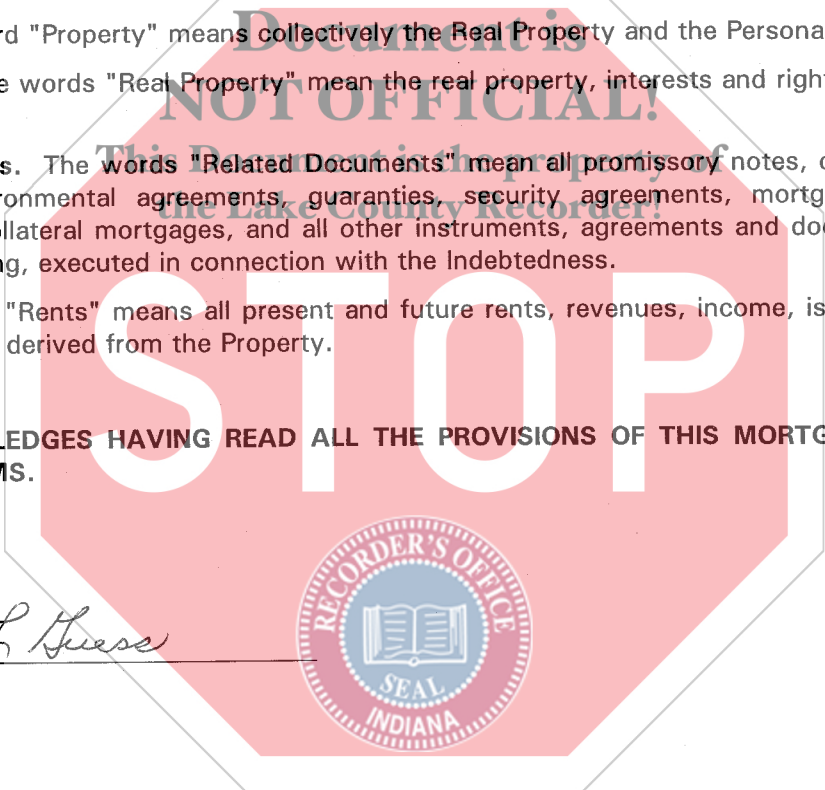 Document is
rd "Property" means collectively the Real Property and the Persona
e words "Real Property" mean the real property, interests and righ
NOT OFFICIAL!
s. The words "Related Documents" mean all promissory notes,
This Document is the property of
ronmental agreements, guaranties, security agreements, mortg
the Lake County Recorder!
llateral mortgages, and all other instruments, agreements and do
ng, executed in connection with the Indebtedness.
"Rents" means all present and future rents, revenues, income, is
derived from the Property.
STOP
LEDGES HAVING READ ALL THE PROVISIONS OF THIS MORTG
MS.
RECORDER'S OFFICE
L Guess
SEAL
INDIANA